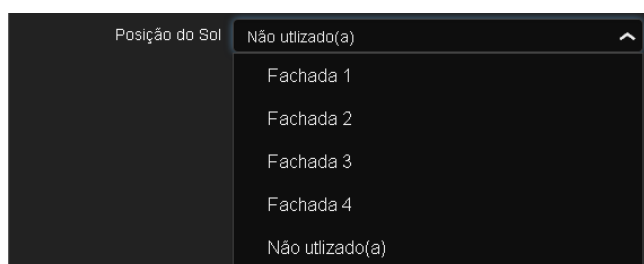 Posição do Sol Não utlizado(a)
Fachada 1
Fachada 2
Fachada 3
Fachada 4
Não utlizado(a)